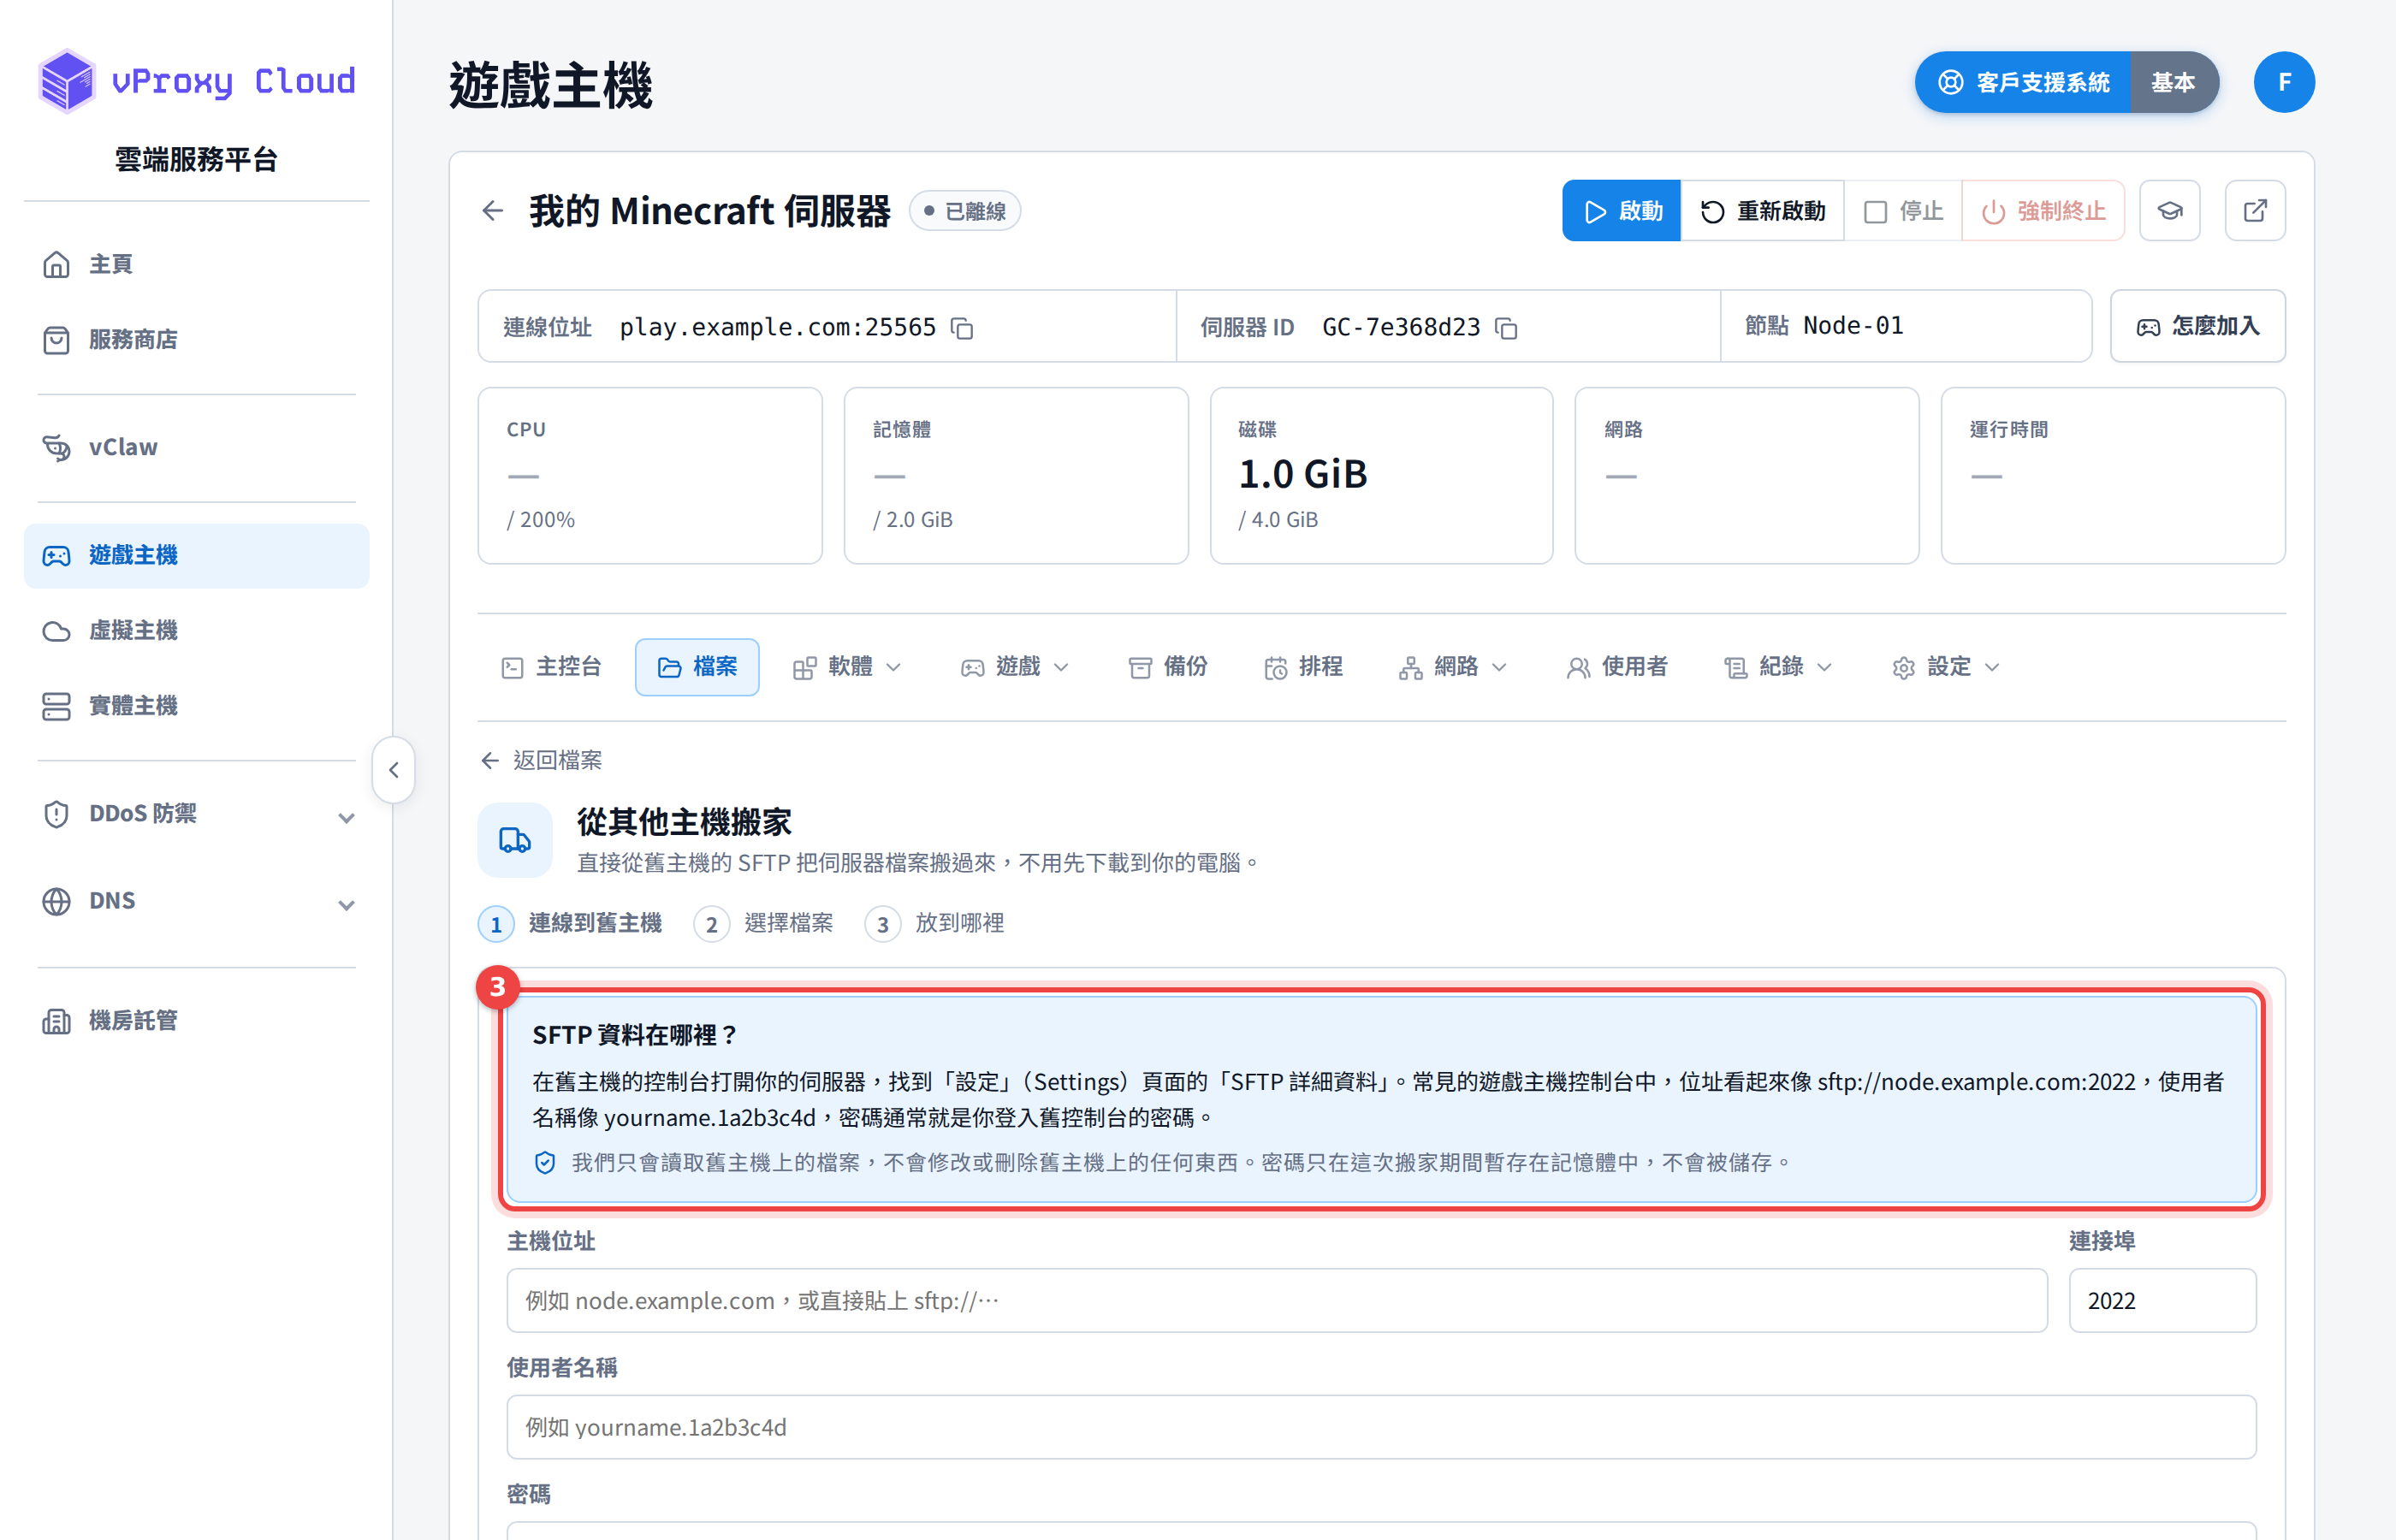 vProxy Cloud
雲端服務平台
主頁
服務商店
vClaw
遊戲主機
虛擬主機
實體主機
DDoS 防禦
DNS
機房託管
遊戲主機
客戶支援系統 基本 F
我的 Minecraft 伺服器 已離線
啟動 重新啟動 停止 強制終止
連線位址 play.example.com:25565 伺服器 ID GC-7e368d23 節點 Node-01 怎麼加入
CPU
—
/ 200%
記憶體
—
/ 2.0 GiB
磁碟
1.0 GiB
/ 4.0 GiB
網路
—
運行時間
—
主控台 檔案 軟體 遊戲 備份 排程 網路 使用者 紀錄 設定
返回檔案
從其他主機搬家
直接從舊主機的 SFTP 把伺服器檔案搬過來，不用先下載到你的電腦。
1 連線到舊主機 2 選擇檔案 3 放到哪裡
3
SFTP 資料在哪裡？
在舊主機的控制台打開你的伺服器，找到「設定」（Settings）頁面的「SFTP 詳細資料」。常見的遊戲主機控制台中，位址看起來像 sftp://node.example.com:2022，使用者
名稱像 yourname.1a2b3c4d，密碼通常就是你登入舊控制台的密碼。
我們只會讀取舊主機上的檔案，不會修改或刪除舊主機上的任何東西。密碼只在這次搬家期間暫存在記憶體中，不會被儲存。
主機位址 連接埠
例如 node.example.com，或直接貼上 sftp://… 2022
使用者名稱
例如 yourname.1a2b3c4d
密碼